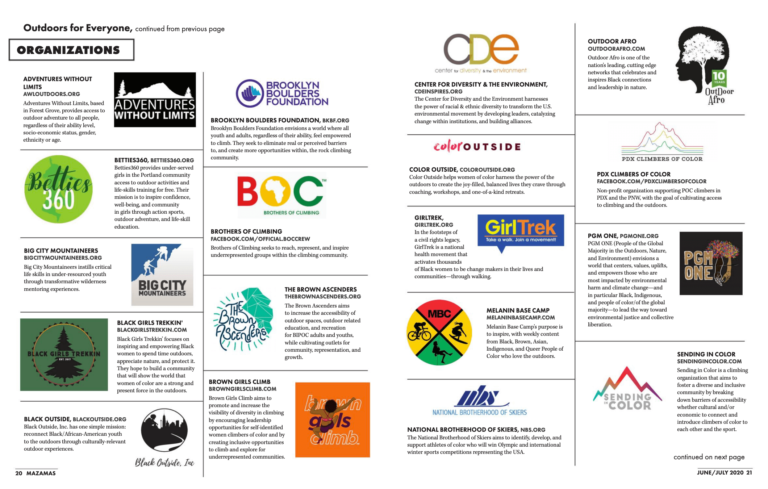 Outdoors for Everyone, continued from previous page
ORGANIZATIONS
ADVENTURES WITHOUT
LIMITS
AWLOUTDOORS.ORG
Adventures Without Limits, based
in Forest Grove, provides access to
outdoor adventure to all people,
regardless of their ability level,
socio-economic status, gender,
ethnicity or age.
ADVENTURES
WITHOUT LIMITS
Betties
360
BETTIES360, BETTIES360.ORG
Betties360 provides under-served
girls in the Portland community
access to outdoor activities and
life-skills training for free. Their
mission is to inspire confidence,
well-being, and community
in girls through action sports,
outdoor adventure, and life-skill
education.
BIG CITY MOUNTAINEERS
BIGCITYMOUNTAINEERS.ORG
Big City Mountaineers instills critical
life skills in under-resourced youth
through transformative wilderness
mentoring experiences.
BIG CITY
MOUNTAINEERS
BLACK GIRLS TREKKIN
BLACK GIRLS TREKKIN'
BLACKGIRLSTREKKIN.COM
Black Girls Trekkin' focuses on
inspiring and empowering Black
women to spend time outdoors,
appreciate nature, and protect it.
They hope to build a community
that will show the world that
women of color are a strong and
present force in the outdoors.
BLACK OUTSIDE, BLACKOUTSIDE.ORG
Black Outside, Inc. has one simple mission:
reconnect Black/African-American youth
to the outdoors through culturally-relevant
outdoor experiences.
Black Outside, Inc
20 MAZAMAS
BROOKLYN
BOULDERS
FOUNDATION
BROOKLYN BOULDERS FOUNDATION, BKBF.ORG
Brooklyn Boulders Foundation envisions a world where all
youth and adults, regardless of their ability, feel empowered
to climb. They seek to eliminate real or perceived barriers
to, and create more opportunities within, the rock climbing
community.
BOC
BROTHERS OF CLIMBING
BROTHERS OF CLIMBING
FACEBOOK.COM/OFFICIAL.BOCCREW
Brothers of Climbing seeks to reach, represent, and inspire
underrepresented groups within the climbing community.
THE
Brown
AScENDERS
THE BROWN ASCENDERS
THEBROWNASCENDERS.ORG
The Brown Ascenders aims
to increase the accessibility of
outdoor spaces, outdoor related
education, and recreation
for BIPOC adults and youths,
while cultivating outlets for
community, representation, and
growth.
BROWN GIRLS CLIMB
BROWNGIRLSCLIMB.COM
Brown Girls Climb aims to
promote and increase the
visibility of diversity in climbing
by encouraging leadership
opportunities for self-identified
women climbers of color and by
creating inclusive opportunities
to climb and explore for
underrepresented communities.
brown
girls
climb.
CDE
center for diversity & the environment
CENTER FOR DIVERSITY & THE ENVIRONMENT,
CDEINSPIRES.ORG
The Center for Diversity and the Environment harnesses
the power of racial & ethnic diversity to transform the U.S.
environmental movement by developing leaders, catalyzing
change within institutions, and building alliances.
color OUTSIDE
COLOR OUTSIDE, COLOROUTSIDE.ORG
Color Outside helps women of color harness the power of the
outdoors to create the joy-filled, balanced lives they crave through
coaching, workshops, and one-of-a-kind retreats.
GIRLTREK,
GIRLTREK.ORG
In the footsteps of
a civil rights legacy,
GirlTrek is a national
health movement that
activates thousands
of Black women to be change makers in their lives and
communities—through walking.
GirlTrek
Take a walk. Join a movement!
MBC
MELANIN BASE CAMP
MELANINBASECAMP.COM
Melanin Base Camp's purpose is
to inspire, with weekly content
from Black, Brown, Asian,
Indigenous, and Queer People of
Color who love the outdoors.
NATIONAL BROTHERHOOD OF SKIERS
NATIONAL BROTHERHOOD OF SKIERS, NBS.ORG
The National Brotherhood of Skiers aims to identify, develop, and
support athletes of color who will win Olympic and international
winter sports competitions representing the USA.
OUTDOOR AFRO
OUTDOORAFRO.COM
Outdoor Afro is one of the
nation's leading, cutting edge
networks that celebrates and
inspires Black connections
and leadership in nature.
10
OutDoor
Afro
PDX CLIMBERS OF COLOR
PDX CLIMBERS OF COLOR
FACEBOOK.COM/PDXCLIMBERSOFCOLOR
Non-profit organization supporting POC climbers in
PDX and the PNW, with the goal of cultivating access
to climbing and the outdoors.
PGM ONE, PGMONE.ORG
PGM ONE (People of the Global
Majority in the Outdoors, Nature,
and Environment) envisions a
world that centers, values, uplifts,
and empowers those who are
most impacted by environmental
harm and climate change—and
in particular Black, Indigenous,
and people of color/of the global
majority—to lead the way toward
environmental justice and collective
liberation.
PGM
ONE
SENDING
IN COLOR
SENDING IN COLOR
SENDINGINCOLOR.COM
Sending in Color is a climbing
organization that aims to
foster a diverse and inclusive
community by breaking
down barriers of accessibility
whether cultural and/or
economic to connect and
introduce climbers of color to
each other and the sport.
continued on next page
JUNE/JULY 2020 21